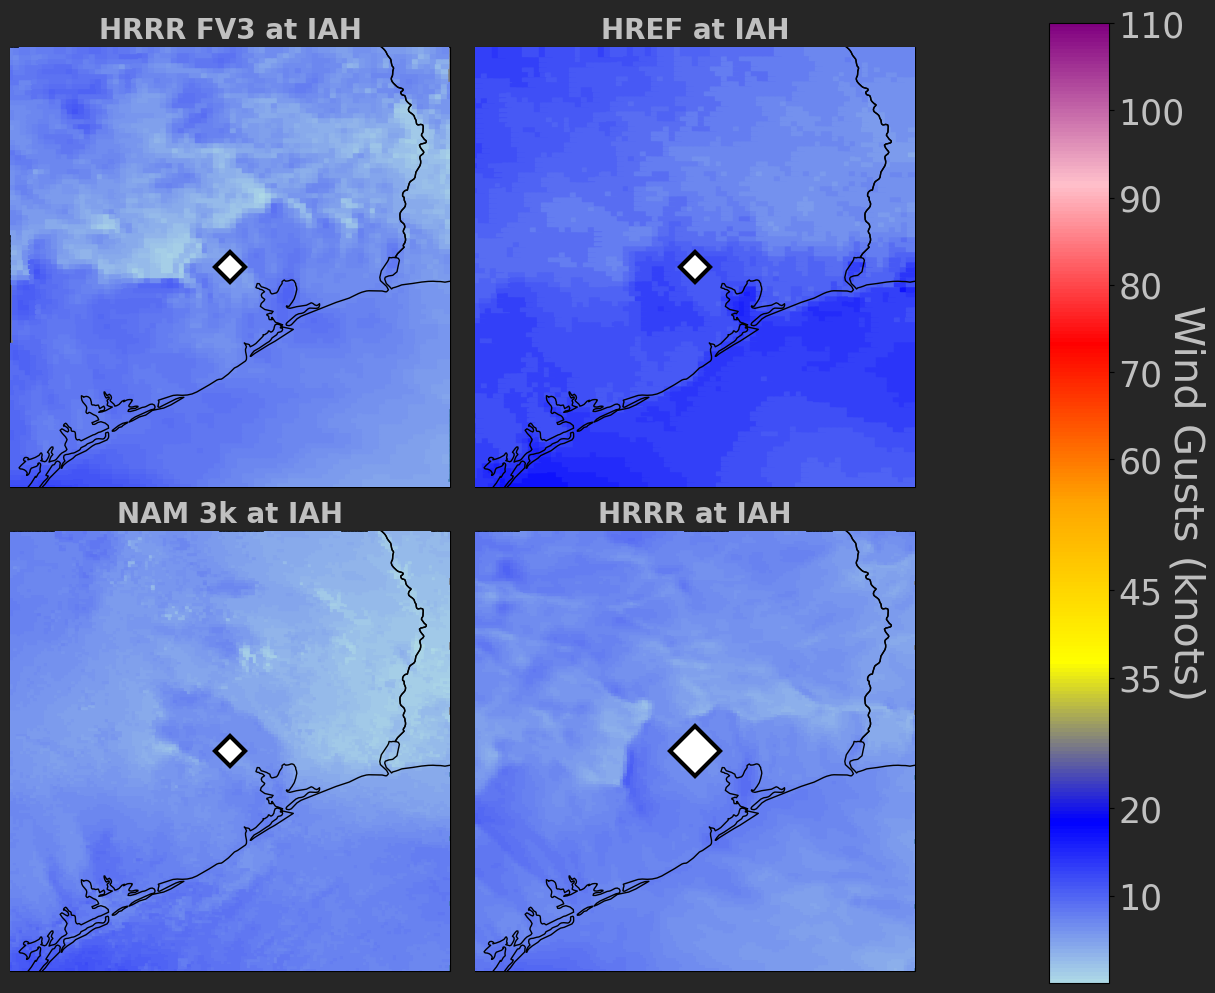 HRRR FV3 at IAH
HREF at IAH
NAM 3k at IAH
HRRR at IAH
110
100
90
80
70
60
45
35
20
10
Wind Gusts (knots)